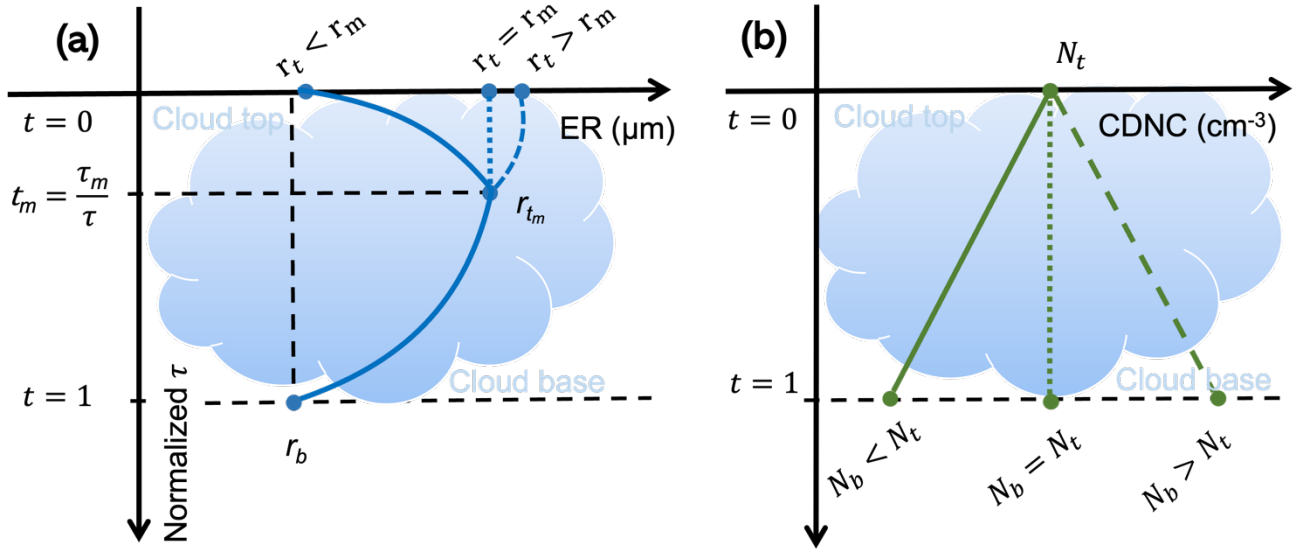 (a)
r_t < r_m
r_t = r_m
r_t > r_m
Cloud top
ER (μm)
t = 0
t_m = τ_m/τ
r_{t_m}
t = 1
Cloud base
r_b
Normalized τ
(b)
N_t
Cloud top
CDNC (cm⁻³)
t = 0
t = 1
Cloud base
N_b < N_t
N_b = N_t
N_b > N_t